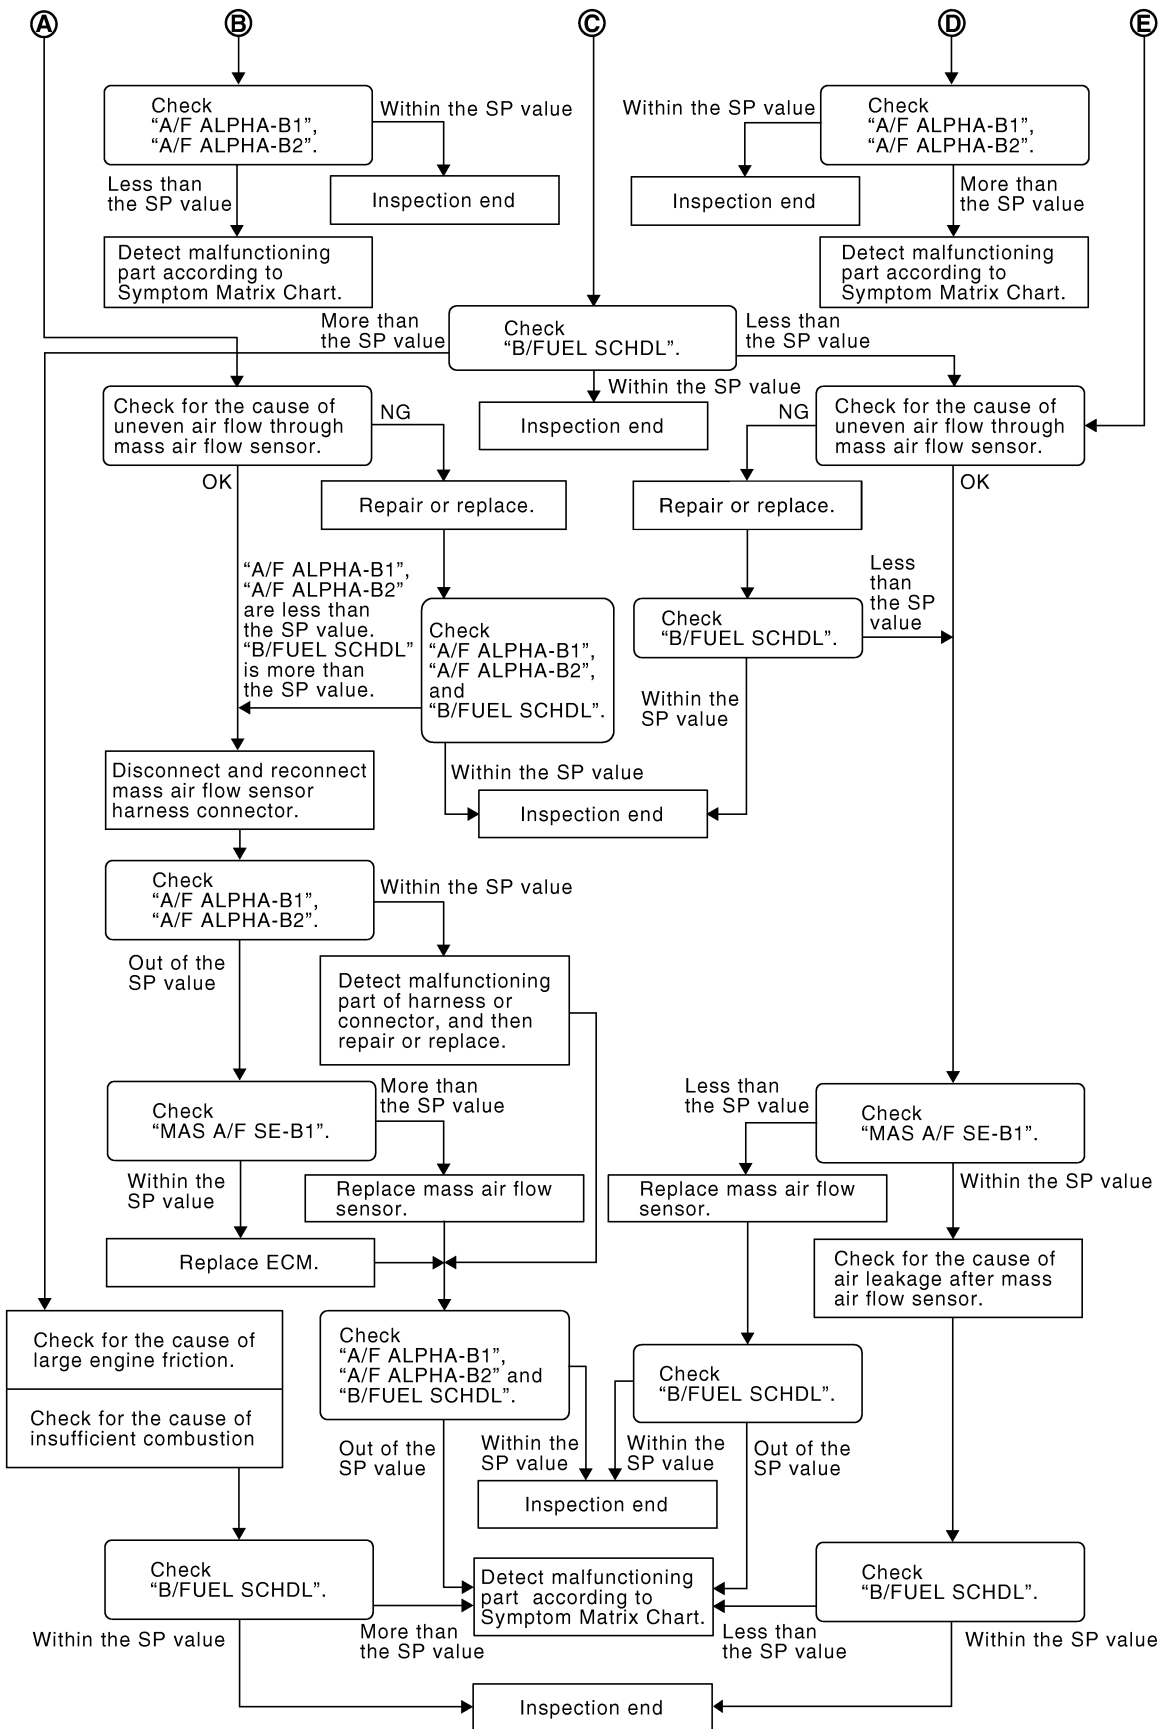 A
B
C
D
E
Check
“A/F ALPHA-B1”,
“A/F ALPHA-B2”.
Within the SP value
Less than
the SP value
Inspection end
Detect malfunctioning
part according to
Symptom Matrix Chart.
Within the SP value
Check
“A/F ALPHA-B1”,
“A/F ALPHA-B2”.
Inspection end
More than
the SP value
Detect malfunctioning
part according to
Symptom Matrix Chart.
More than
the SP value
Check
“B/FUEL SCHDL”.
Less than
the SP value
Within the SP value
Inspection end
Check for the cause of
uneven air flow through
mass air flow sensor.
NG
OK
Repair or replace.
NG
Check for the cause of
uneven air flow through
mass air flow sensor.
OK
Repair or replace.
“A/F ALPHA-B1”,
“A/F ALPHA-B2”
are less than
the SP value.
“B/FUEL SCHDL”
is more than
the SP value.
Check
“A/F ALPHA-B1”,
“A/F ALPHA-B2”,
and
“B/FUEL SCHDL”.
Check
“B/FUEL SCHDL”.
Less
than
the SP
value
Within the
SP value
Within the SP value
Inspection end
Disconnect and reconnect
mass air flow sensor
harness connector.
Check
“A/F ALPHA-B1”,
“A/F ALPHA-B2”.
Within the SP value
Out of the
SP value
Detect malfunctioning
part of harness or
connector, and then
repair or replace.
Check
“MAS A/F SE-B1”.
More than
the SP value
Less than
the SP value
Check
“MAS A/F SE-B1”.
Within the
SP value
Replace mass air flow
sensor.
Replace mass air flow
sensor.
Within the SP value
Replace ECM.
Check for the cause of
air leakage after mass
air flow sensor.
Check for the cause of
large engine friction.
Check for the cause of
insufficient combustion
Check
“A/F ALPHA-B1”,
“A/F ALPHA-B2” and
“B/FUEL SCHDL”.
Check
“B/FUEL SCHDL”.
Out of the
SP value
Within the
SP value
Within the
SP value
Out of the
SP value
Inspection end
Check
“B/FUEL SCHDL”.
Detect malfunctioning
part  according to
Symptom Matrix Chart.
Check
“B/FUEL SCHDL”.
Within the SP value
More than
the SP value
Less than
the SP value
Within the SP value
Inspection end